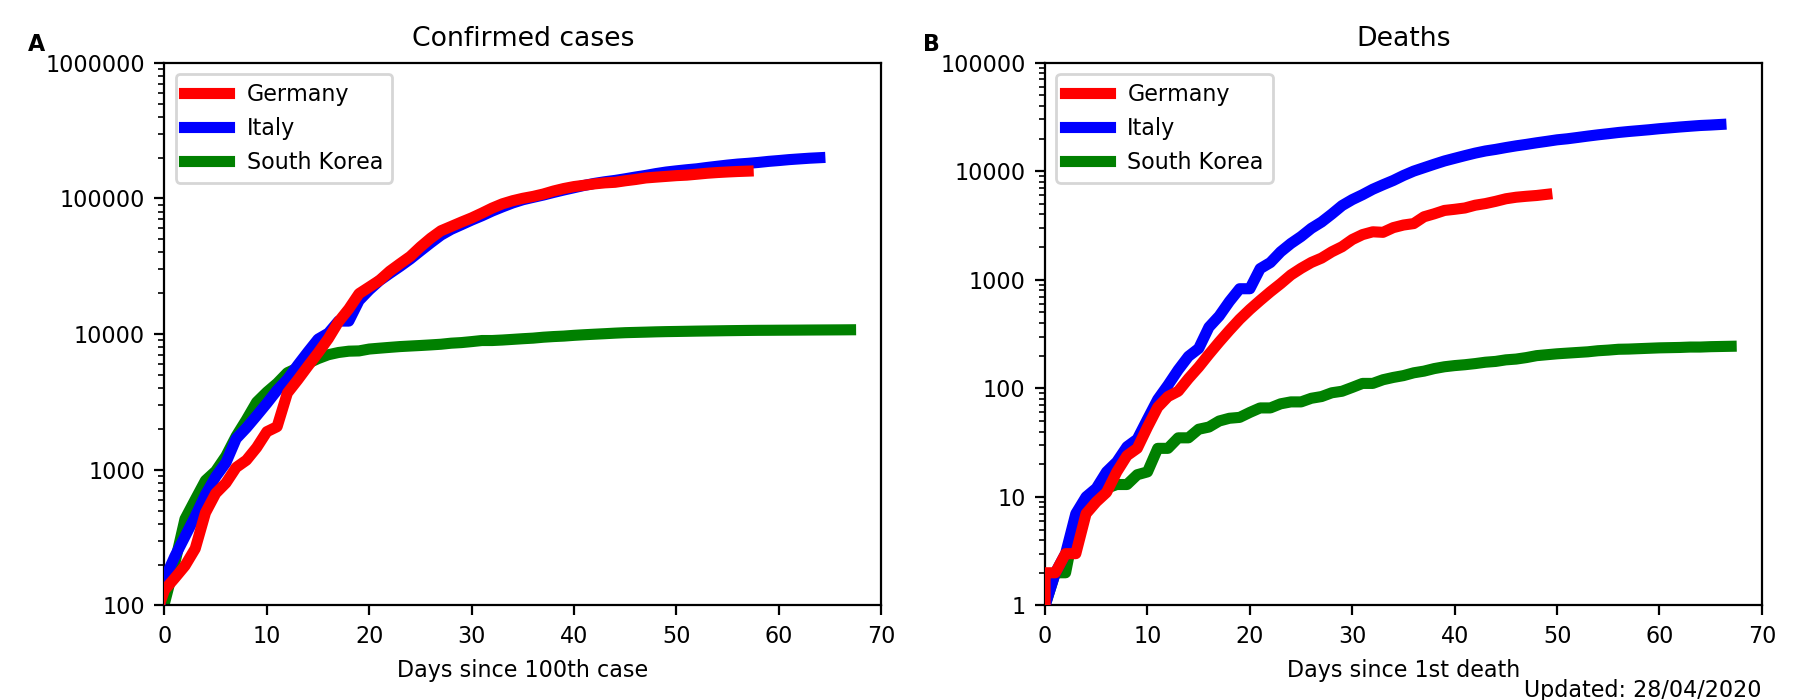 A
Confirmed cases
1000000
100000
10000
1000
100
Germany
Italy
South Korea
0 10 20 30 40 50 60 70
Days since 100th case
B
Deaths
100000
10000
1000
100
10
1
Germany
Italy
South Korea
0 10 20 30 40 50 60 70
Days since 1st death
Updated: 28/04/2020